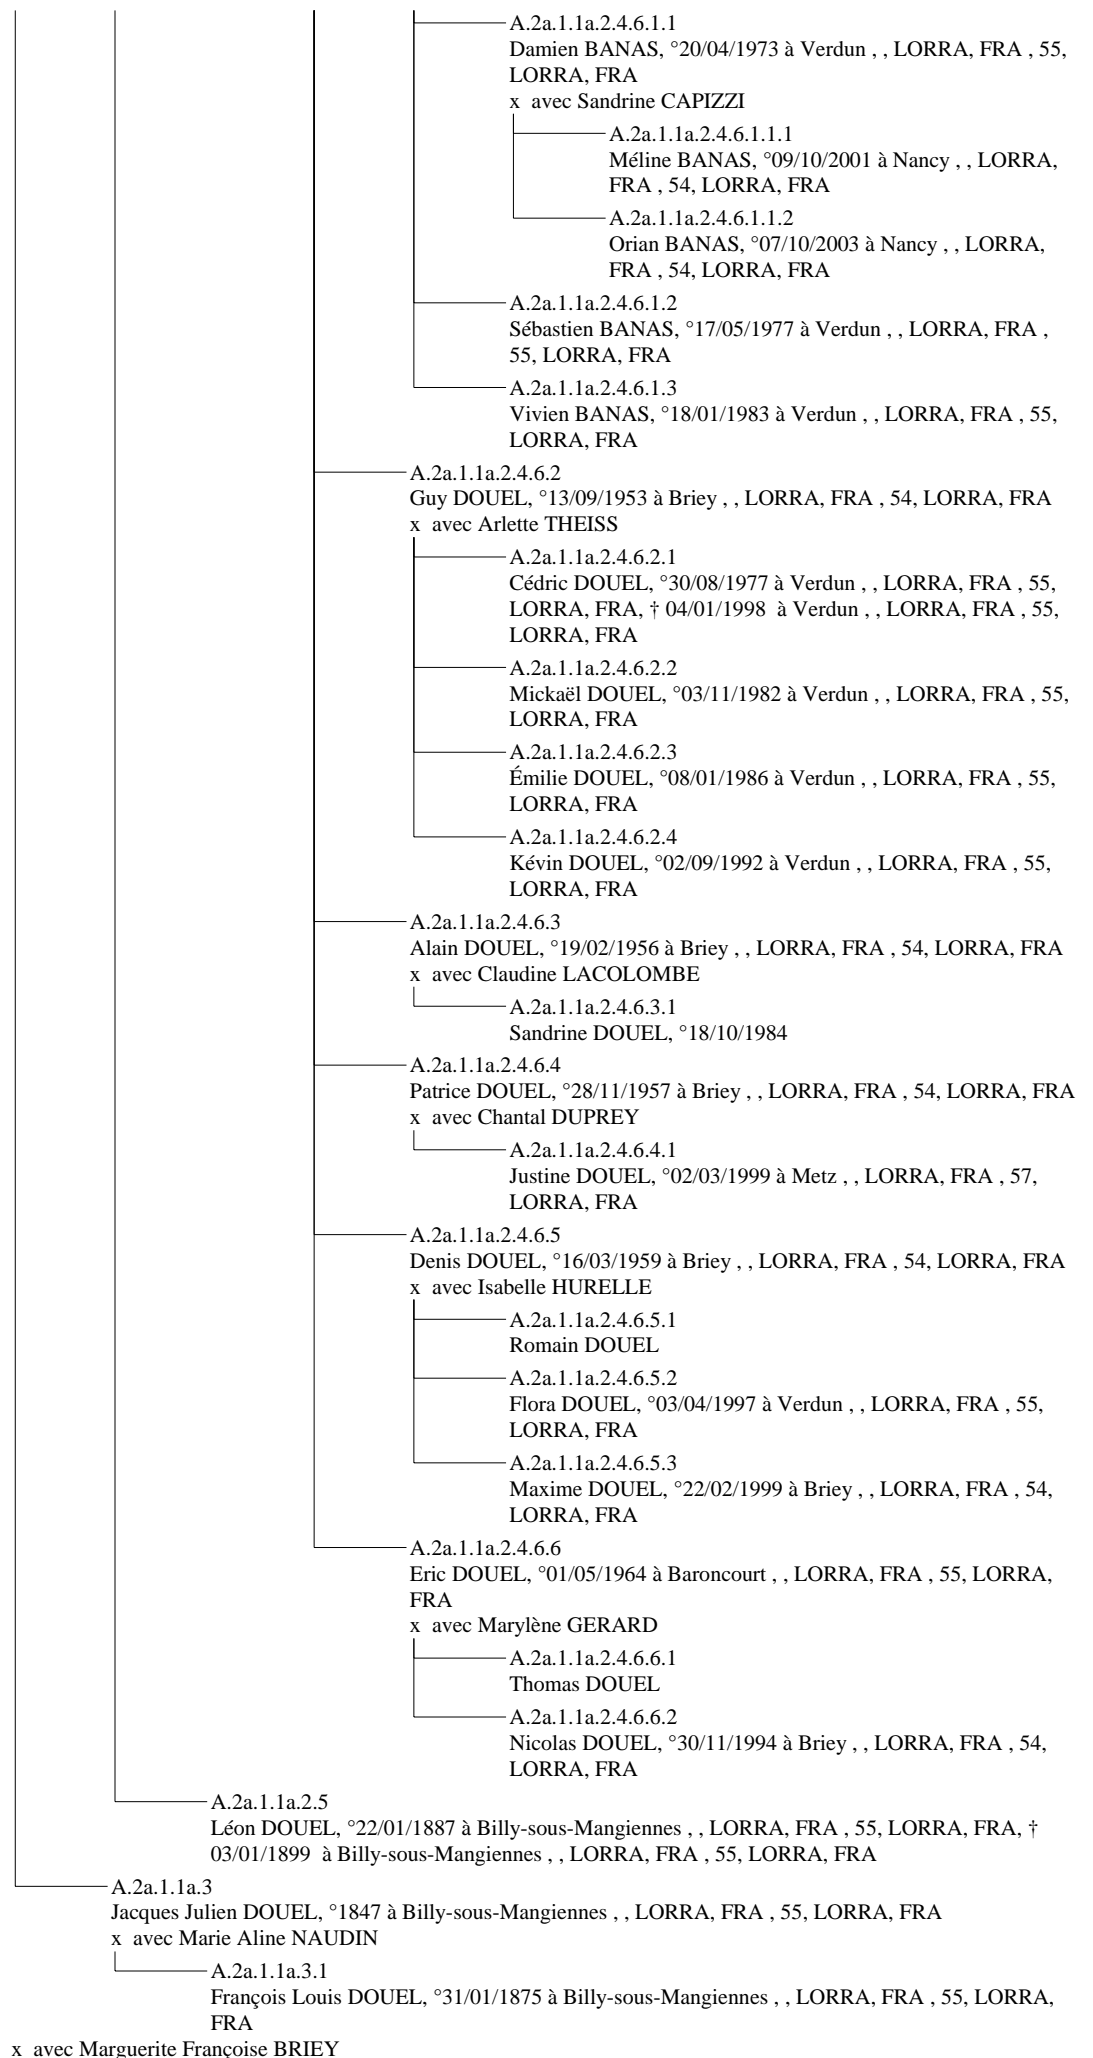 A.2a.1.1a.2.4.6.1.1
Damien BANAS, °20/04/1973 à Verdun , , LORRA, FRA , 55,
LORRA, FRA
x avec Sandrine CAPIZZI
A.2a.1.1a.2.4.6.1.1.1
Méline BANAS, °09/10/2001 à Nancy , , LORRA,
FRA , 54, LORRA, FRA
A.2a.1.1a.2.4.6.1.1.2
Orian BANAS, °07/10/2003 à Nancy , , LORRA,
FRA , 54, LORRA, FRA
A.2a.1.1a.2.4.6.1.2
Sébastien BANAS, °17/05/1977 à Verdun , , LORRA, FRA ,
55, LORRA, FRA
A.2a.1.1a.2.4.6.1.3
Vivien BANAS, °18/01/1983 à Verdun , , LORRA, FRA , 55,
LORRA, FRA
A.2a.1.1a.2.4.6.2
Guy DOUEL, °13/09/1953 à Briey , , LORRA, FRA , 54, LORRA, FRA
x avec Arlette THEISS
A.2a.1.1a.2.4.6.2.1
Cédric DOUEL, °30/08/1977 à Verdun , , LORRA, FRA , 55,
LORRA, FRA, † 04/01/1998 à Verdun , , LORRA, FRA , 55,
LORRA, FRA
A.2a.1.1a.2.4.6.2.2
Mickaël DOUEL, °03/11/1982 à Verdun , , LORRA, FRA , 55,
LORRA, FRA
A.2a.1.1a.2.4.6.2.3
Émilie DOUEL, °08/01/1986 à Verdun , , LORRA, FRA , 55,
LORRA, FRA
A.2a.1.1a.2.4.6.2.4
Kévin DOUEL, °02/09/1992 à Verdun , , LORRA, FRA , 55,
LORRA, FRA
A.2a.1.1a.2.4.6.3
Alain DOUEL, °19/02/1956 à Briey , , LORRA, FRA , 54, LORRA, FRA
x avec Claudine LACOLOMBE
A.2a.1.1a.2.4.6.3.1
Sandrine DOUEL, °18/10/1984
A.2a.1.1a.2.4.6.4
Patrice DOUEL, °28/11/1957 à Briey , , LORRA, FRA , 54, LORRA, FRA
x avec Chantal DUPREY
A.2a.1.1a.2.4.6.4.1
Justine DOUEL, °02/03/1999 à Metz , , LORRA, FRA , 57,
LORRA, FRA
A.2a.1.1a.2.4.6.5
Denis DOUEL, °16/03/1959 à Briey , , LORRA, FRA , 54, LORRA, FRA
x avec Isabelle HURELLE
A.2a.1.1a.2.4.6.5.1
Romain DOUEL
A.2a.1.1a.2.4.6.5.2
Flora DOUEL, °03/04/1997 à Verdun , , LORRA, FRA , 55,
LORRA, FRA
A.2a.1.1a.2.4.6.5.3
Maxime DOUEL, °22/02/1999 à Briey , , LORRA, FRA , 54,
LORRA, FRA
A.2a.1.1a.2.4.6.6
Eric DOUEL, °01/05/1964 à Baroncourt , , LORRA, FRA , 55, LORRA,
FRA
x avec Marylène GERARD
A.2a.1.1a.2.4.6.6.1
Thomas DOUEL
A.2a.1.1a.2.4.6.6.2
Nicolas DOUEL, °30/11/1994 à Briey , , LORRA, FRA , 54,
LORRA, FRA
A.2a.1.1a.2.5
Léon DOUEL, °22/01/1887 à Billy-sous-Mangiennes , , LORRA, FRA , 55, LORRA, FRA, †
03/01/1899 à Billy-sous-Mangiennes , , LORRA, FRA , 55, LORRA, FRA
A.2a.1.1a.3
Jacques Julien DOUEL, °1847 à Billy-sous-Mangiennes , , LORRA, FRA , 55, LORRA, FRA
x avec Marie Aline NAUDIN
A.2a.1.1a.3.1
François Louis DOUEL, °31/01/1875 à Billy-sous-Mangiennes , , LORRA, FRA , 55, LORRA,
FRA
x avec Marguerite Françoise BRIEY